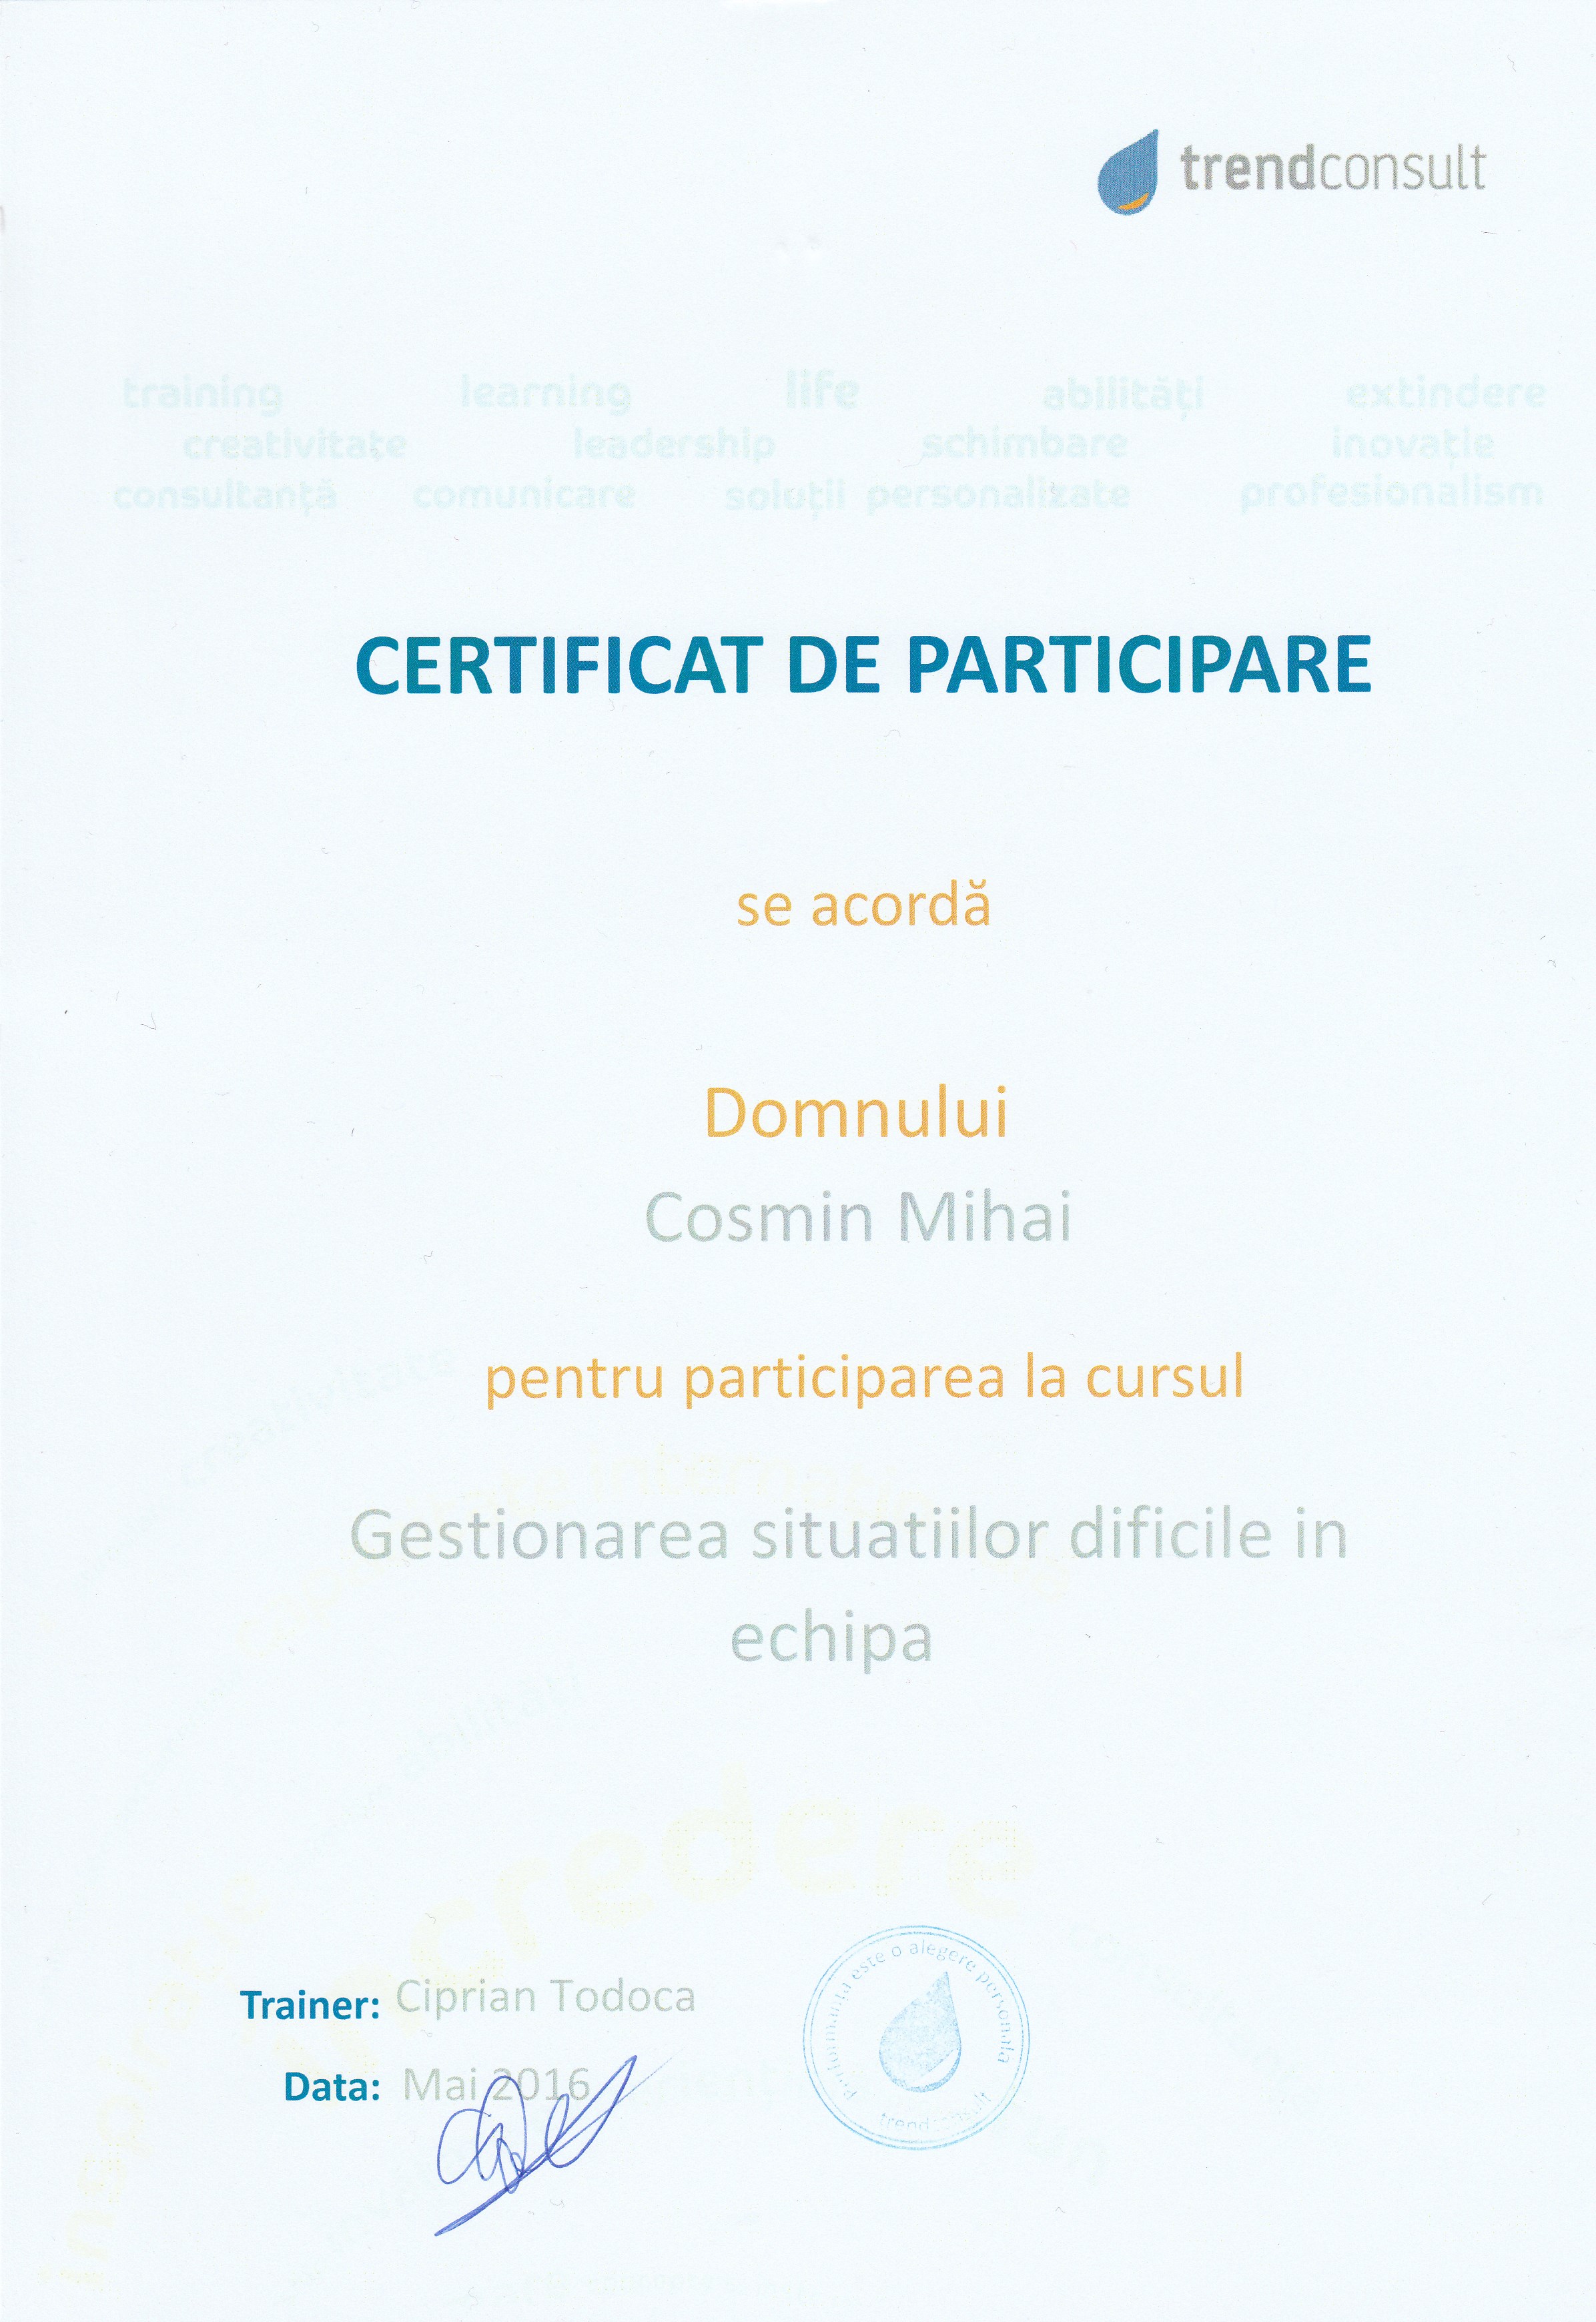 trendconsult
training learning life abilități extindere
creativitate leadership schimbare inovație
consultanță comunicare soluții personalizate profesionalism
CERTIFICAT DE PARTICIPARE
se acordă
Domnului
Cosmin Mihai
pentru participarea la cursul
Gestionarea situatiilor dificile in
echipa
credere
Trainer: Ciprian Todoca
Data: Mai 2016
este o alegere personala
trendconsult